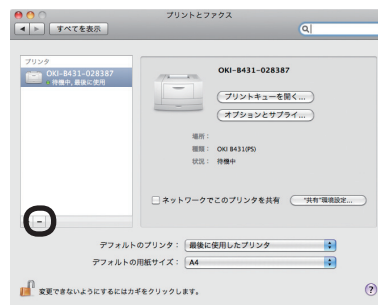 プリントとファクス
すべてを表示
プリンタ
OKI-B431-028387
待機中, 最後に使用
OKI-B431-028387
プリントキューを開く...
オプションとサプライ...
場所：
種類： OKI B431(PS)
状況： 待機中
ネットワークでこのプリンタを共有
"共有"環境設定...
デフォルトのプリンタ： 最後に使用したプリンタ
デフォルトの用紙サイズ： A4
変更できないようにするにはカギをクリックします。